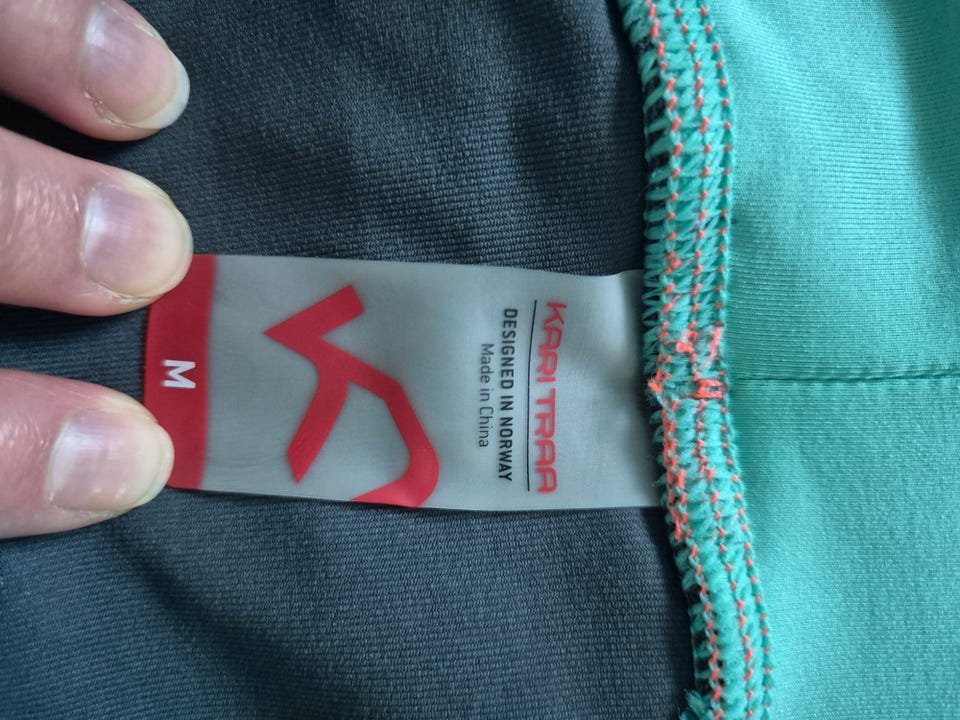 KARI TRAA
DESIGNED IN NORWAY
Made in China
M